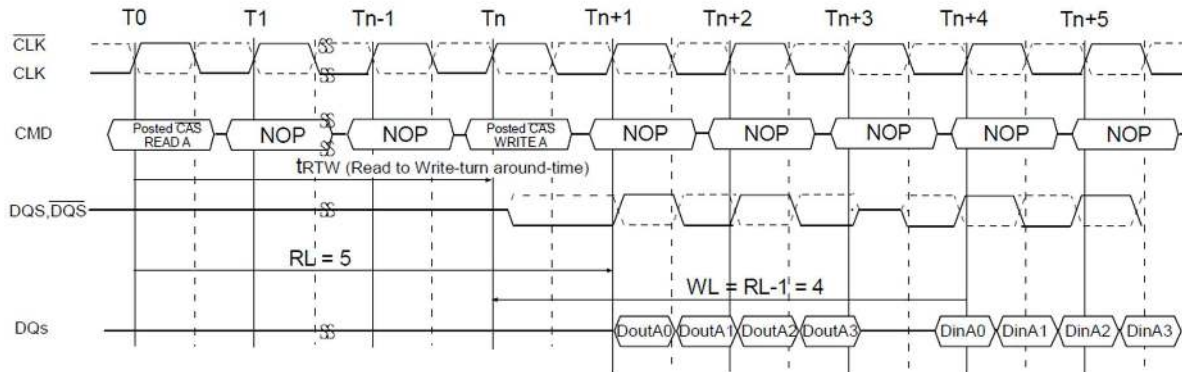 T0 T1 Tn-1 Tn Tn+1 Tn+2 Tn+3 Tn+4 Tn+5
CLK
CLK
CMD Posted CAS READ A NOP NOP Posted CAS WRITE A NOP NOP NOP NOP NOP
tRTW (Read to Write-turn around-time)
DQS,DQS
RL = 5
WL = RL-1 = 4
DQs DoutA0 DoutA1 DoutA2 DoutA3 DinA0 DinA1 DinA2 DinA3